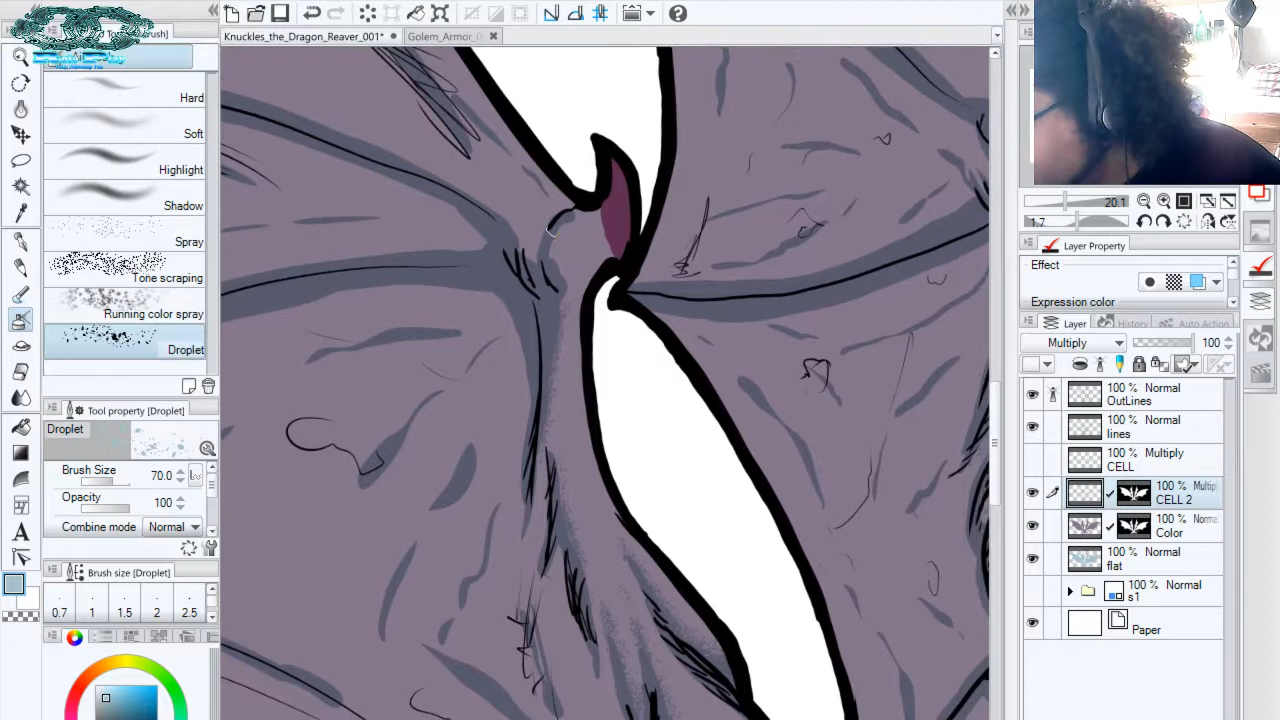 Knuckles_the_Dragon_Reaver_001*
Golem_Armor_0
Hard
Soft
Highlight
Shadow
Spray
Tone scraping
Running color spray
Droplet
Tool property [Droplet]
Droplet
Brush Size
70.0
Opacity
100
Combine mode
Normal
Brush size [Droplet]
0.7
1
1.5
2
2.5
20.1
1.7
Layer Property
Effect
Expression color
Layer
History
Auto Action
Multiply
100
100 % Normal
OutLines
100 % Normal
lines
100 % Multiply
CELL
100 % Multip
CELL 2
100 % Norma
Color
100 % Normal
flat
100 % Normal
s1
Paper